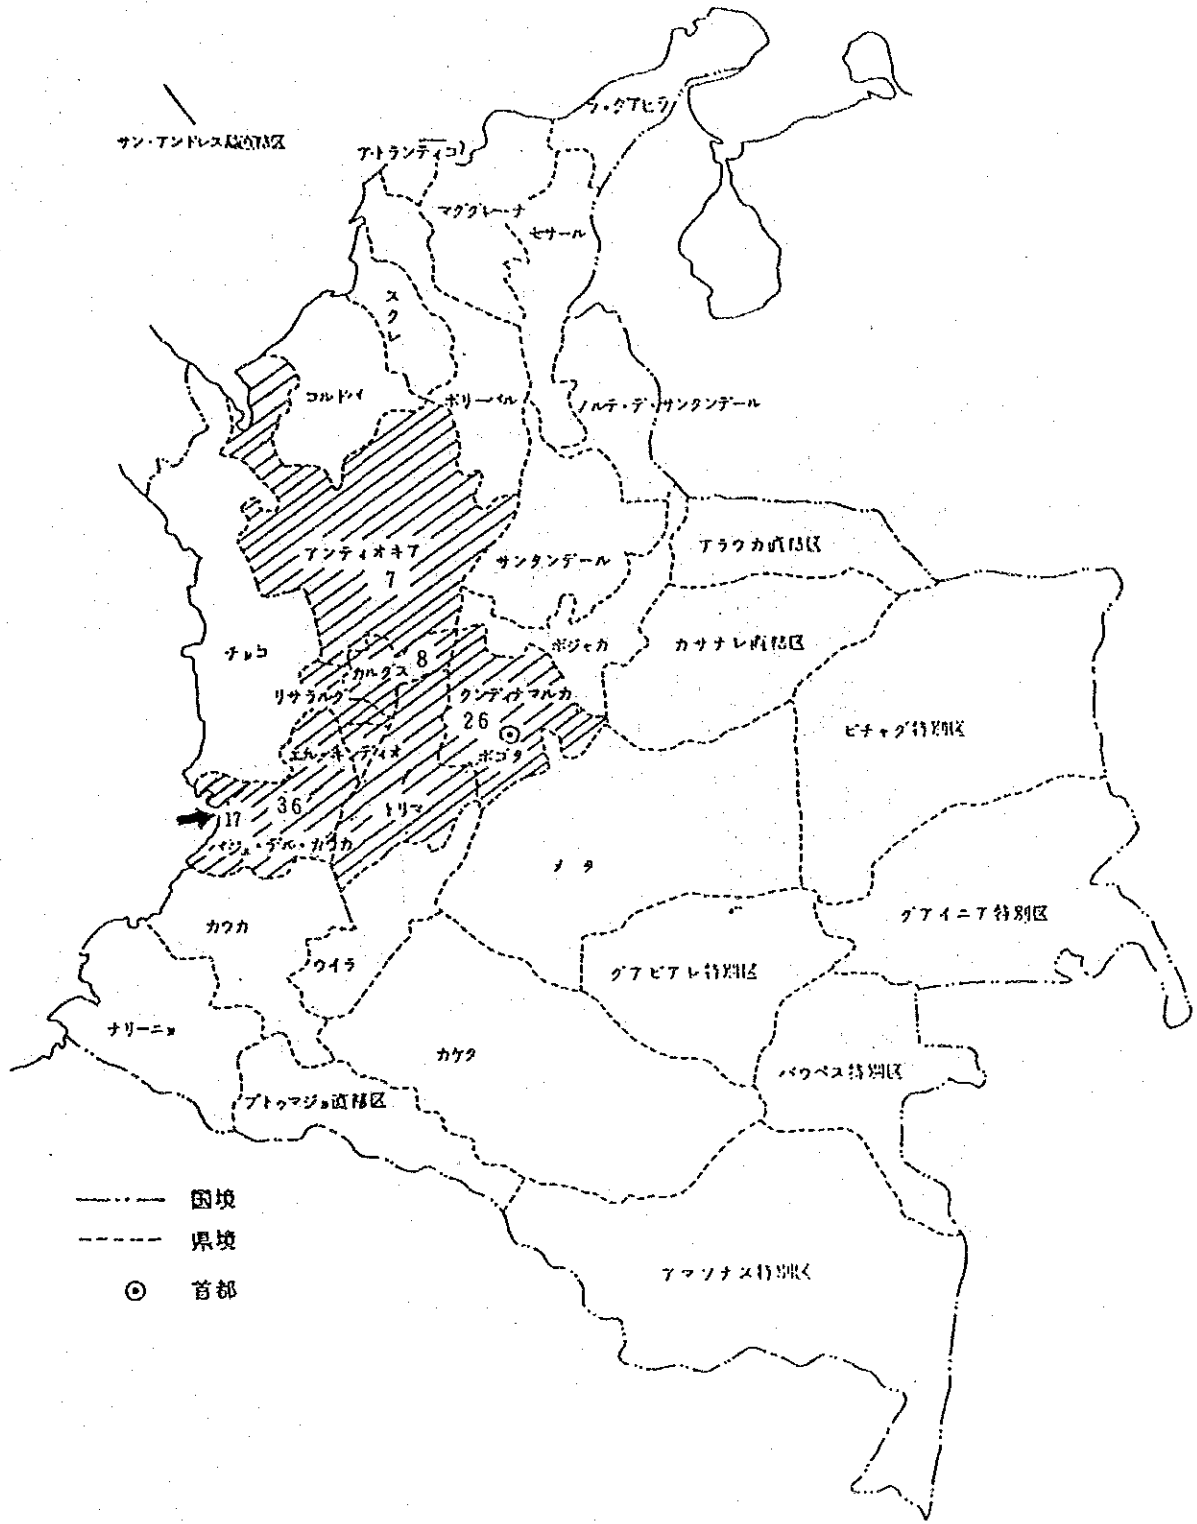 ラ・グアヒラ
サン・アンドレス直轄区
アトランティコ
マグダレーナ
セサール
スクレ
コルドバ
ボリーバル
ノルテ・デ・サンタンデール
アンティオキア
7
サンタンデール
アラウカ直轄区
チョコ
カルダス 8
ボジャカ
カサナレ直轄区
リサラルダ
クンディナマルカ
26
ボゴタ
ビチャダ特別区
エル・キンディオ
36
17
トリマ
バジェ・デル・カウカ
メタ
カウカ
ウイラ
グアイニア特別区
グアビアレ特別区
ナリーニョ
カケタ
バウペス特別区
プトゥマジョ直轄区
国境
県境
首都
アマソナス特別区